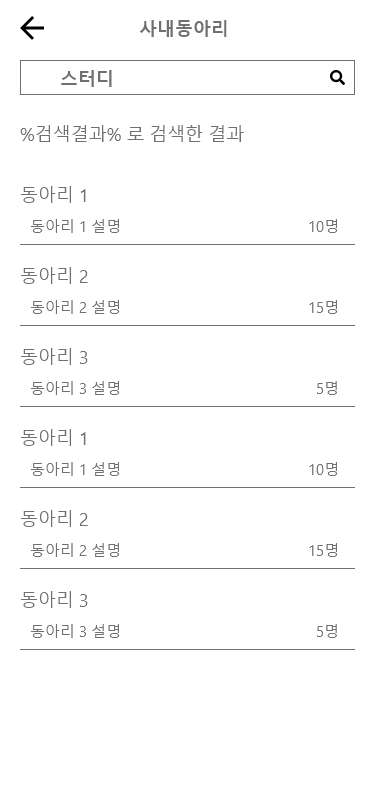 사내동아리
스터디
%검색결과% 로 검색한 결과
동아리 1
동아리 1 설명 10명
동아리 2
동아리 2 설명 15명
동아리 3
동아리 3 설명 5명
동아리 1
동아리 1 설명 10명
동아리 2
동아리 2 설명 15명
동아리 3
동아리 3 설명 5명